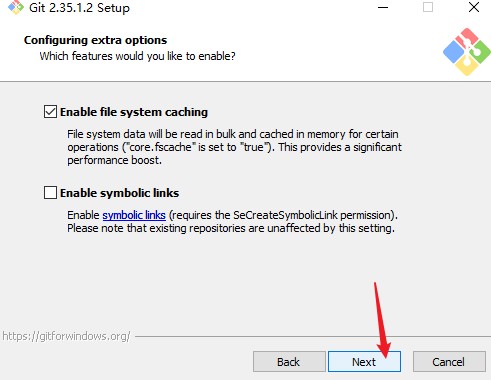 Git 2.35.1.2 Setup
Configuring extra options
Which features would you like to enable?
Enable file system caching
File system data will be read in bulk and cached in memory for certain
operations ("core.fscache" is set to "true"). This provides a significant
performance boost.
Enable symbolic links
Enable symbolic links (requires the SeCreateSymbolicLink permission).
Please note that existing repositories are unaffected by this setting.
https://gitforwindows.org/
Back Next Cancel